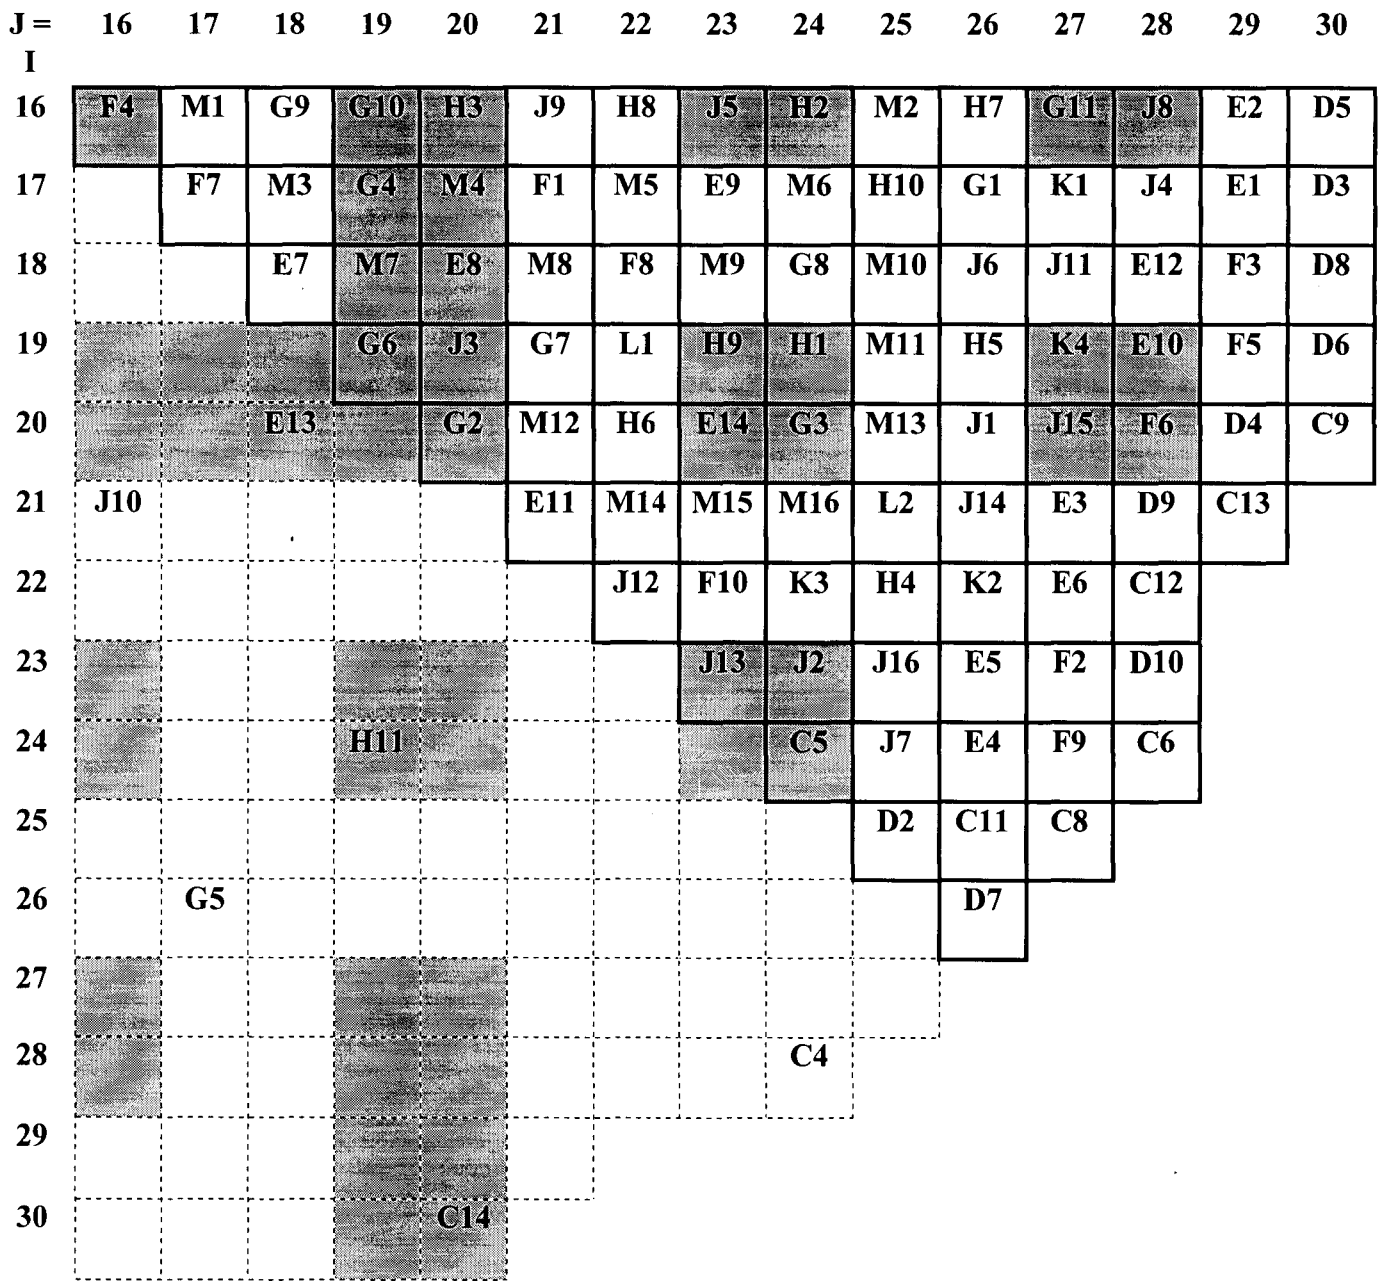 J = 16 17 18 19 20 21 22 23 24 25 26 27 28 29 30
I
16 F4 M1 G9 G10 H3 J9 H8 J5 H2 M2 H7 G11 J8 E2 D5
17 F7 M3 G4 M4 F1 M5 E9 M6 H10 G1 K1 J4 E1 D3
18 E7 M7 E8 M8 F8 M9 G8 M10 J6 J11 E12 F3 D8
19 G6 J3 G7 L1 H9 H1 M11 H5 K4 E10 F5 D6
20 E13 G2 M12 H6 E14 G3 M13 J1 J15 F6 D4 C9
21 J10 E11 M14 M15 M16 L2 J14 E3 D9 C13
22 J12 F10 K3 H4 K2 E6 C12
23 J13 J2 J16 E5 F2 D10
24 H11 C5 J7 E4 F9 C6
25 D2 C11 C8
26 G5 D7
27
28 C4
29
30 C14